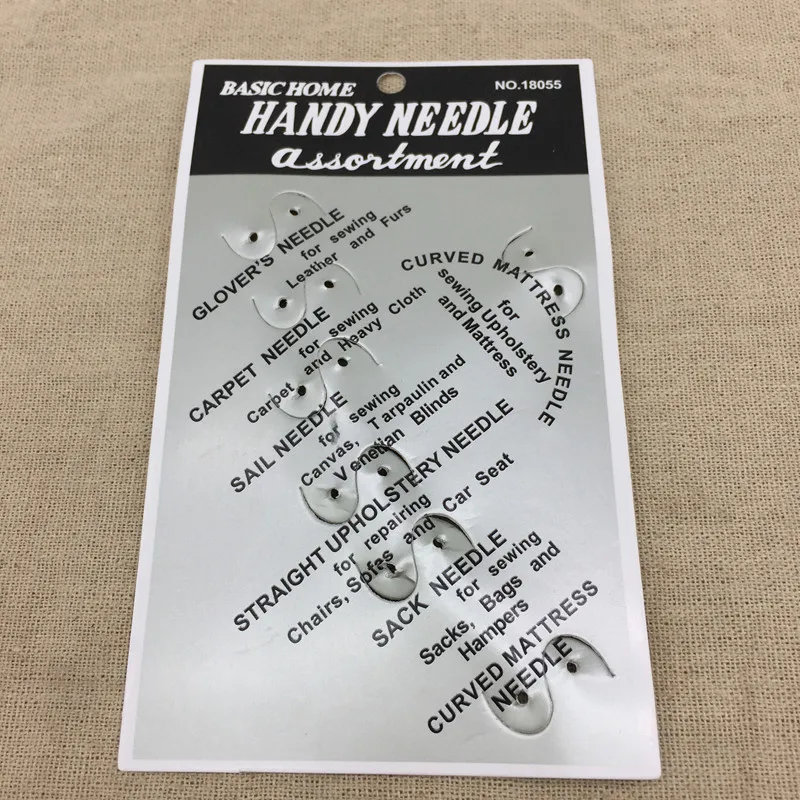 BASIC HOME
NO.18055
HANDY NEEDLE
assortment
GLOVER'S NEEDLE
for sewing
Leather and Furs
CURVED MATTRESS NEEDLE
for
sewing Upholstery
and Mattress
CARPET NEEDLE
for sewing
Carpet and Heavy Cloth
SAIL NEEDLE
for sewing
Canvas, Tarpaulin and
Venetian Blinds
STRAIGHT UPHOLSTERY NEEDLE
for repairing
Chairs, Sofas and Car Seat
SACK NEEDLE
for sewing
Sacks, Bags and
Hampers
CURVED MATTRESS
NEEDLE